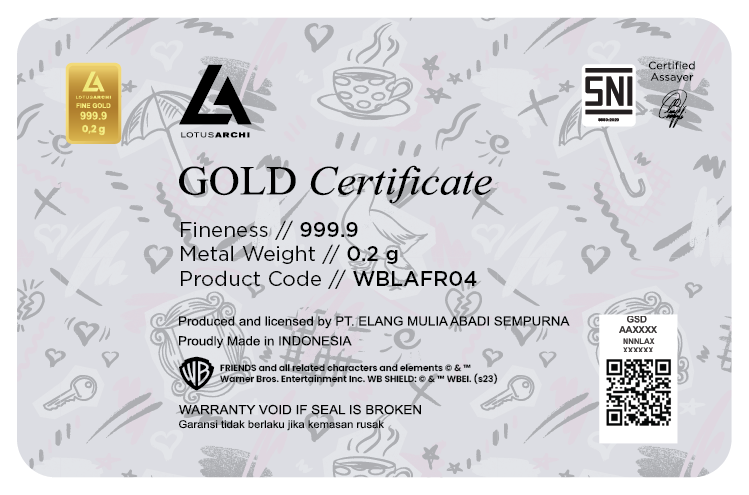 LOTUSARCHI
FINE GOLD
999.9
0,2 g
LOTUSARCHI
SNI
Certified
Assayer
GOLD Certificate
Fineness // 999.9
Metal Weight // 0.2 g
Product Code // WBLAFR04
Produced and licensed by PT. ELANG MULIA ABADI SEMPURNA
Proudly Made in INDONESIA
WB
FRIENDS and all related characters and elements © & ™
Warner Bros. Entertainment Inc. WB SHIELD: © & ™ WBEI. (s23)
WARRANTY VOID IF SEAL IS BROKEN
Garansi tidak berlaku jika kemasan rusak
GSD
AAXXXX
NNNLAX
XXXXXX